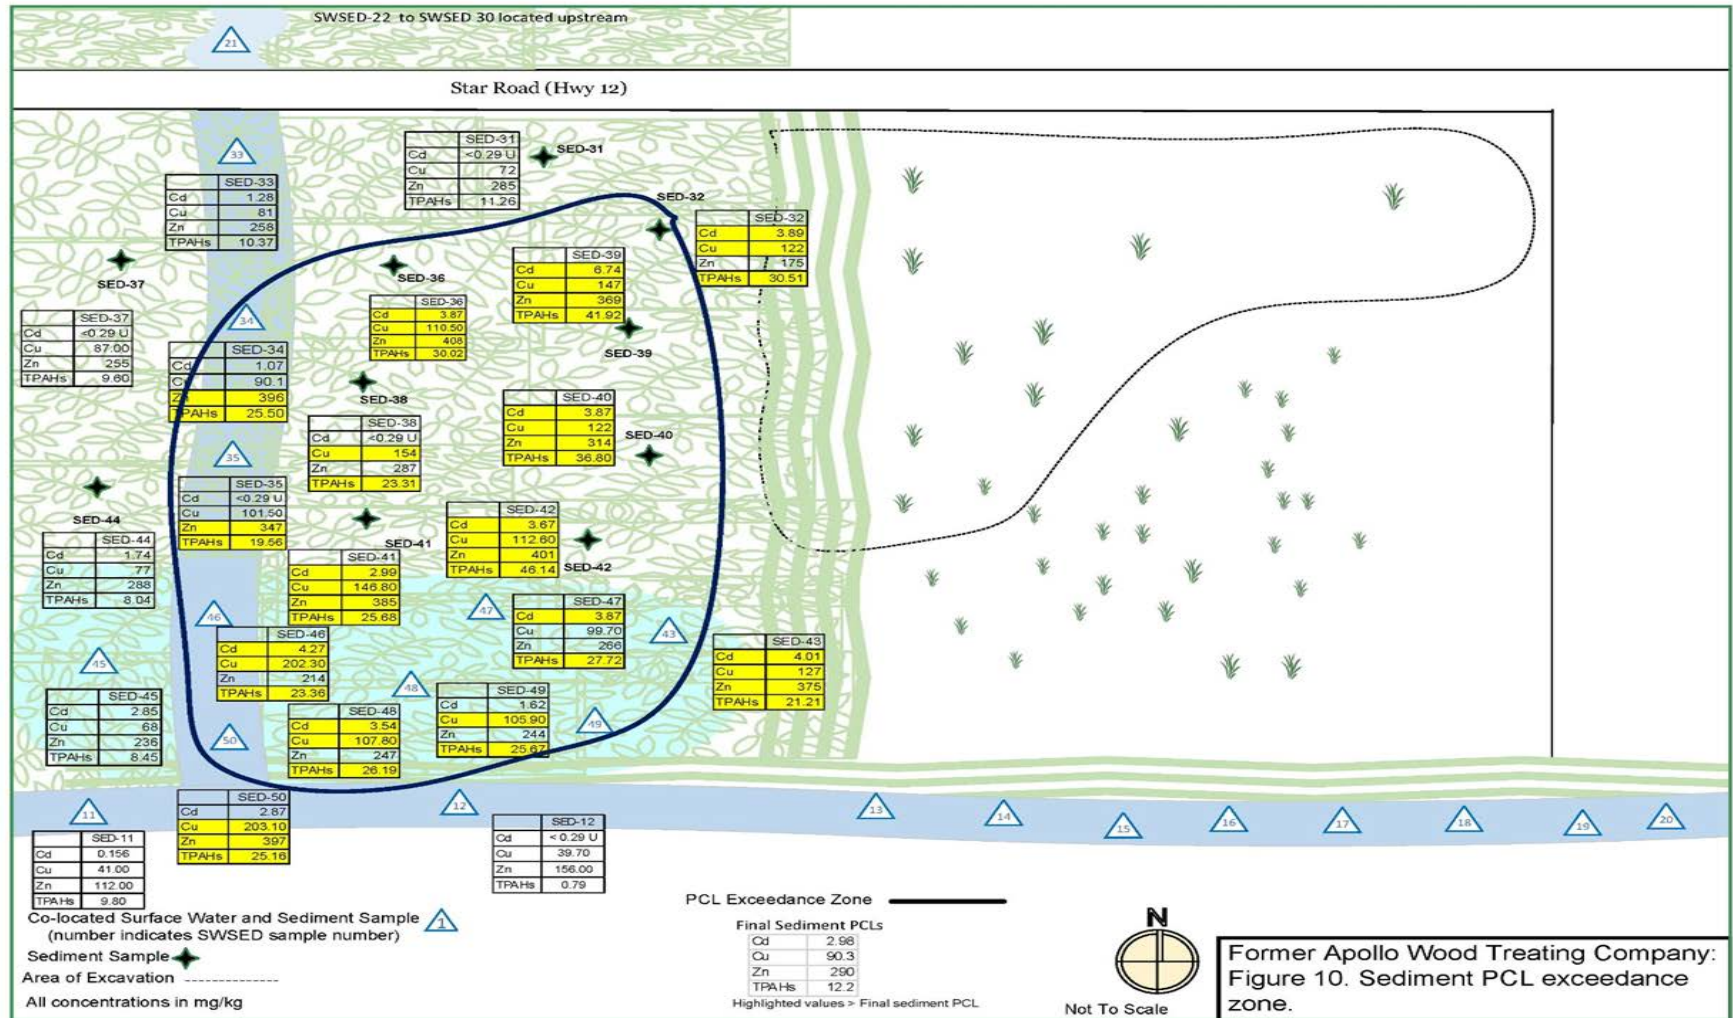 SWSED-22 to SWSED 30 located upstream
21
Star Road (Hwy 12)
33
SED-31
Cd <0.29 U
Cu 72
Zn 285
TPAHs 11.26
SED-31
SED-33
Cd 1.28
Cu 81
Zn 258
TPAHs 10.37
SED-32
SED-32
Cd 3.89
Cu 122
Zn 175
TPAHs 30.51
SED-37
SED-37
Cd <0.29 U
Cu 87.00
Zn 255
TPAHs 9.60
SED-36
SED-36
Cd 3.87
Cu 110.50
Zn 408
TPAHs 30.02
SED-39
Cd 6.74
Cu 147
Zn 369
TPAHs 41.92
SED-39
34
SED-34
Cd 1.07
90.1
396
TPAHs 25.50
SED-38
SED-38
Cd <0.29 U
Cu 154
Zn 287
TPAHs 23.31
SED-40
Cd 3.87
Cu 122
Zn 314
TPAHs 36.80
SED-40
35
SED-35
Cd <0.29 U
Cu 101.50
Zn 347
TPAHs 19.56
SED-44
SED-44
Cd 1.74
Cu 77
Zn 288
TPAHs 8.04
SED-41
SED-41
Cd 2.99
Cu 146.80
Zn 385
TPAHs 25.68
SED-42
Cd 3.67
Cu 112.60
Zn 401
TPAHs 46.14
SED-42
46
SED-46
Cd 4.27
Cu 202.30
Zn 214
TPAHs 23.36
47
SED-47
Cd 3.87
Cu 99.70
Zn 266
TPAHs 27.72
43
SED-43
Cd 4.01
Cu 127
Zn 375
TPAHs 21.21
45
SED-45
Cd 2.85
Cu 68
Zn 236
TPAHs 8.45
48
SED-48
Cd 3.54
Cu 107.80
Zn 247
TPAHs 26.19
SED-49
Cd 1.62
Cu 105.90
Zn 244
TPAHs 25.67
49
50
SED-50
Cd 2.87
Cu 203.10
Zn 397
TPAHs 25.16
11
12
13
14
15
16
17
18
19
20
SED-11
Cd 0.156
Cu 41.00
Zn 112.00
TPAHs 9.80
SED-12
Cd < 0.29 U
Cu 39.70
Zn 156.00
TPAHs 0.79
Co-located Surface Water and Sediment Sample 1
(number indicates SWSED sample number)
Sediment Sample
Area of Excavation
All concentrations in mg/kg
PCL Exceedance Zone
Final Sediment PCLs
Cd 2.98
Cu 90.3
Zn 290
TPAHs 12.2
Highlighted values > Final sediment PCL
N
Not To Scale
Former Apollo Wood Treating Company:
Figure 10. Sediment PCL exceedance
zone.